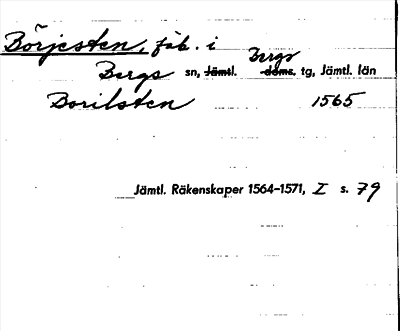 Börjesten, fäb. i
Bergs sn, Jämtl. Bergs -doms. tg, Jämtl. län
Borilsten 1565
Jämtl. Räkenskaper 1564-1571, I s. 79